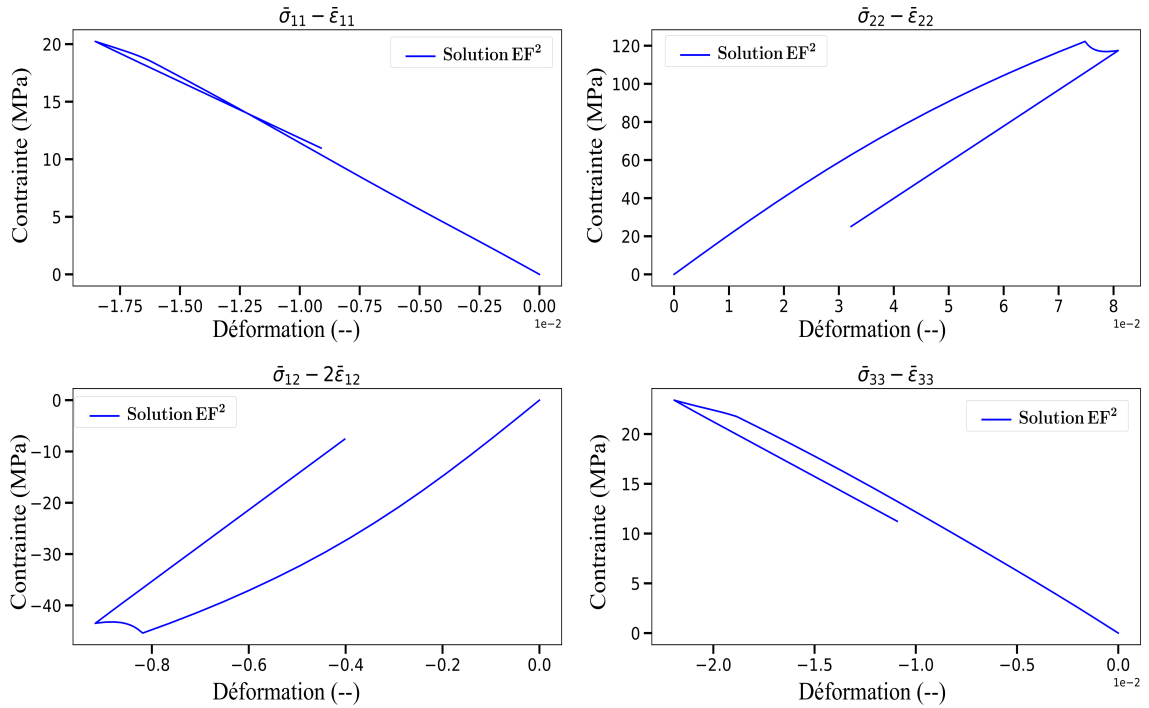 σ̄₁₁ − ε̄₁₁
Contrainte (MPa)
20
15
10
5
0
Solution EF²
−1.75 −1.50 −1.25 −1.00 −0.75 −0.50 −0.25 0.00
1e−2
Déformation (--)
σ̄₂₂ − ε̄₂₂
Contrainte (MPa)
120
100
80
60
40
20
0
Solution EF²
0 1 2 3 4 5 6 7 8
1e−2
Déformation (--)
σ̄₁₂ − 2ε̄₁₂
Contrainte (MPa)
0
−10
−20
−30
−40
Solution EF²
−0.8 −0.6 −0.4 −0.2 0.0
Déformation (--)
σ̄₃₃ − ε̄₃₃
Contrainte (MPa)
20
15
10
5
0
Solution EF²
−2.0 −1.5 −1.0 −0.5 0.0
1e−2
Déformation (--)